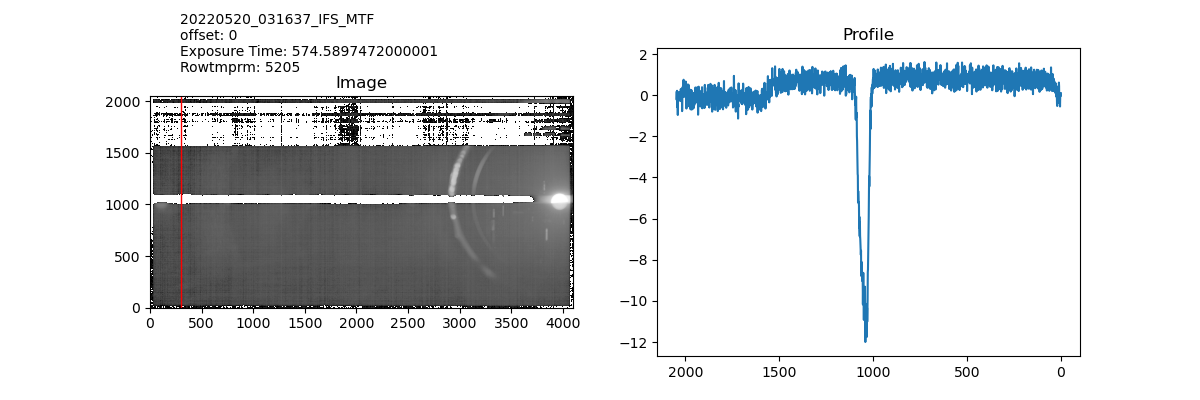 20220520_031637_IFS_MTF
offset: 0
Exposure Time: 574.5897472000001
Rowtmprm: 5205
Image
2000
1500
1000
500
0
0 500 1000 1500 2000 2500 3000 3500 4000
Profile
2
0
−2
−4
−6
−8
−10
−12
2000 1500 1000 500 0